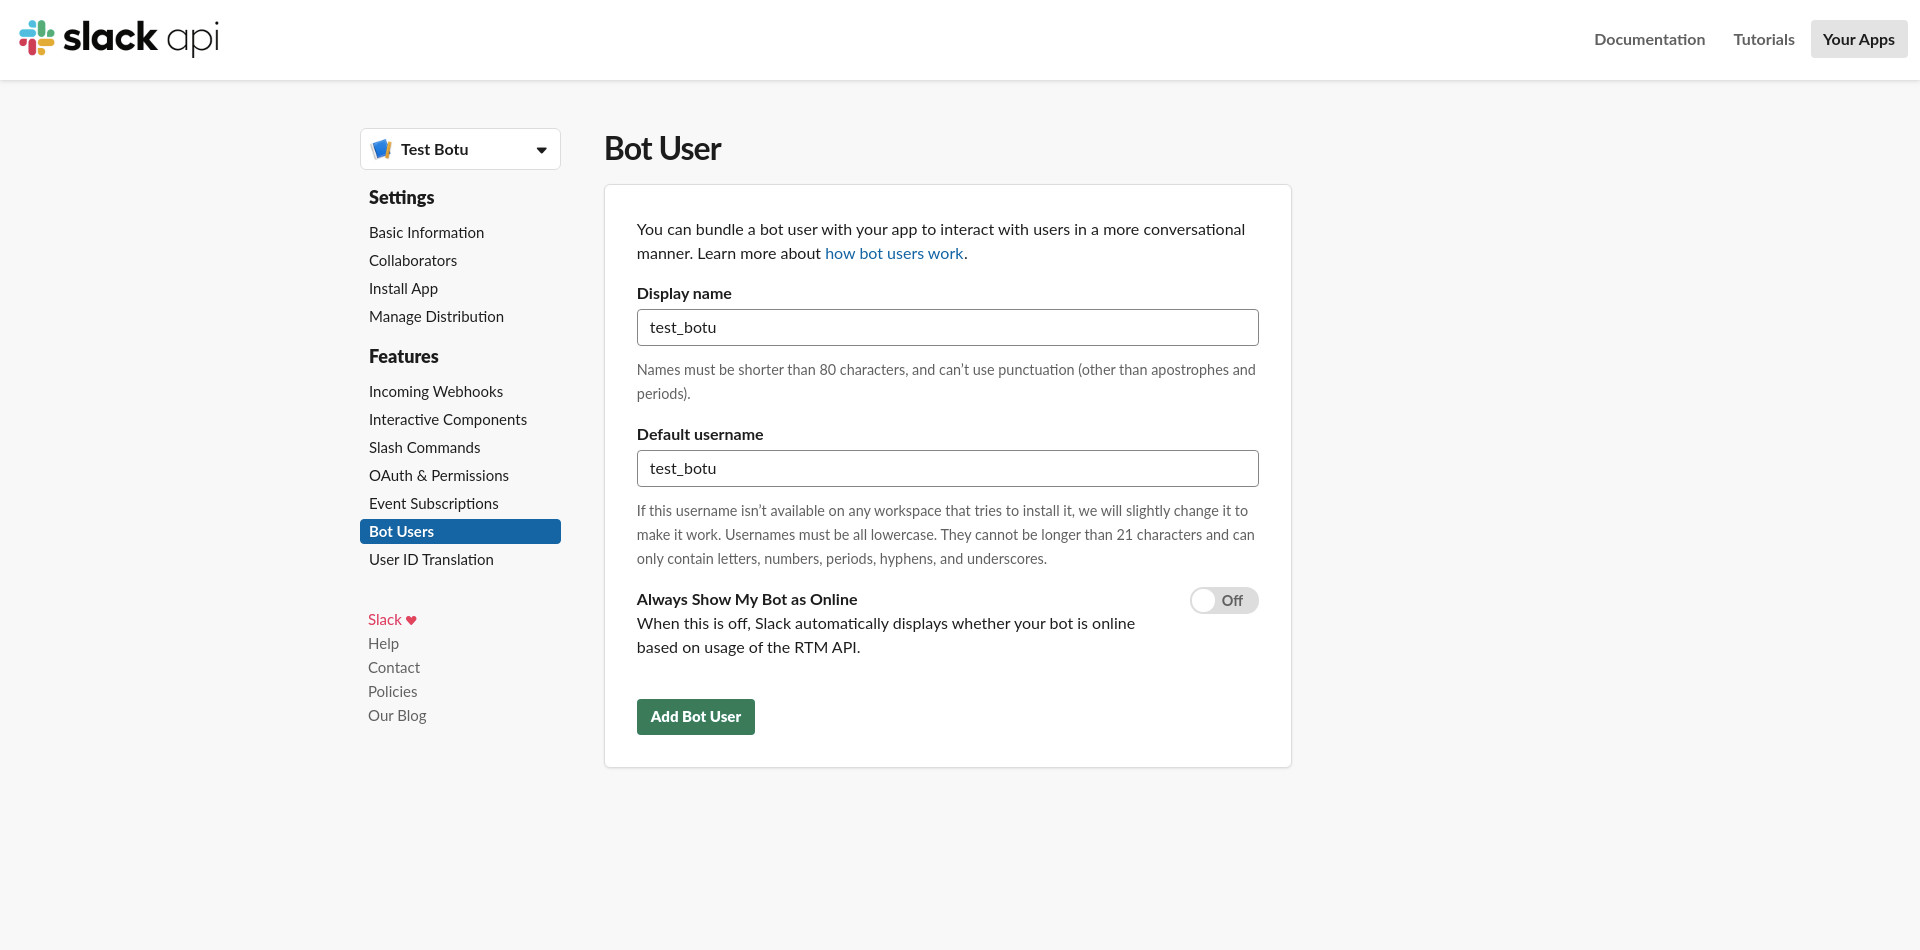 slack api
Documentation
Tutorials
Your Apps
Test Botu
Settings
Basic Information
Collaborators
Install App
Manage Distribution
Features
Incoming Webhooks
Interactive Components
Slash Commands
OAuth & Permissions
Event Subscriptions
Bot Users
User ID Translation
Slack ♥
Help
Contact
Policies
Our Blog
Bot User
You can bundle a bot user with your app to interact with users in a more conversational
manner. Learn more about how bot users work.
Display name
test_botu
Names must be shorter than 80 characters, and can’t use punctuation (other than apostrophes and
periods).
Default username
test_botu
If this username isn’t available on any workspace that tries to install it, we will slightly change it to
make it work. Usernames must be all lowercase. They cannot be longer than 21 characters and can
only contain letters, numbers, periods, hyphens, and underscores.
Always Show My Bot as Online
Off
When this is off, Slack automatically displays whether your bot is online
based on usage of the RTM API.
Add Bot User